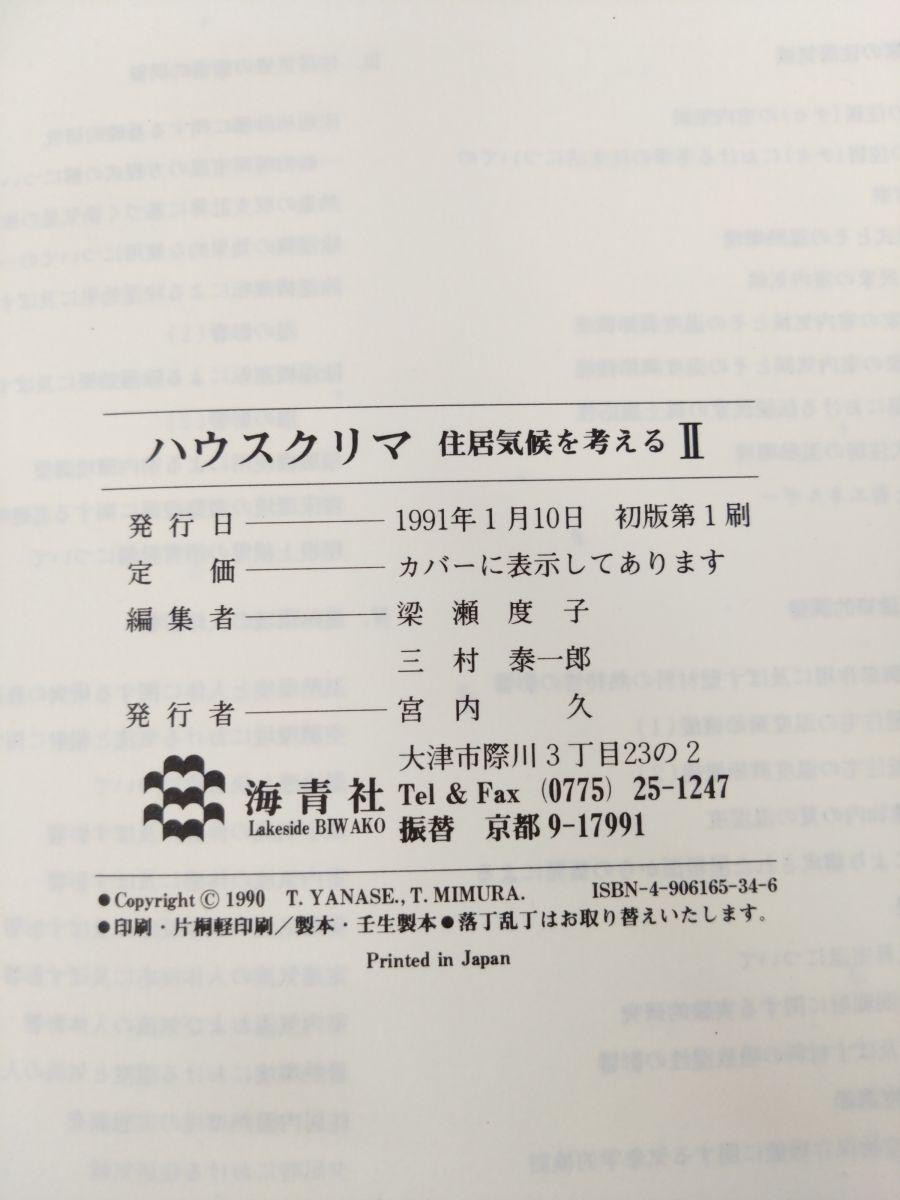 ハウスクリマ 住居気候を考える Ⅱ
発行日 1991年1月10日 初版第1刷
定価 カバーに表示してあります
編集者 梁瀬度子
三村泰一郎
発行者 宮内久
大津市際川3丁目23の2
海青社 Tel & Fax (0775) 25-1247
Lakeside BIWAKO 振替 京都9-17991
●Copyright Ⓒ 1990 T. YANASE., T. MIMURA. ISBN-4-906165-34-6
●印刷・片桐軽印刷／製本・壬生製本●落丁乱丁はお取り替えいたします。
Printed in Japan